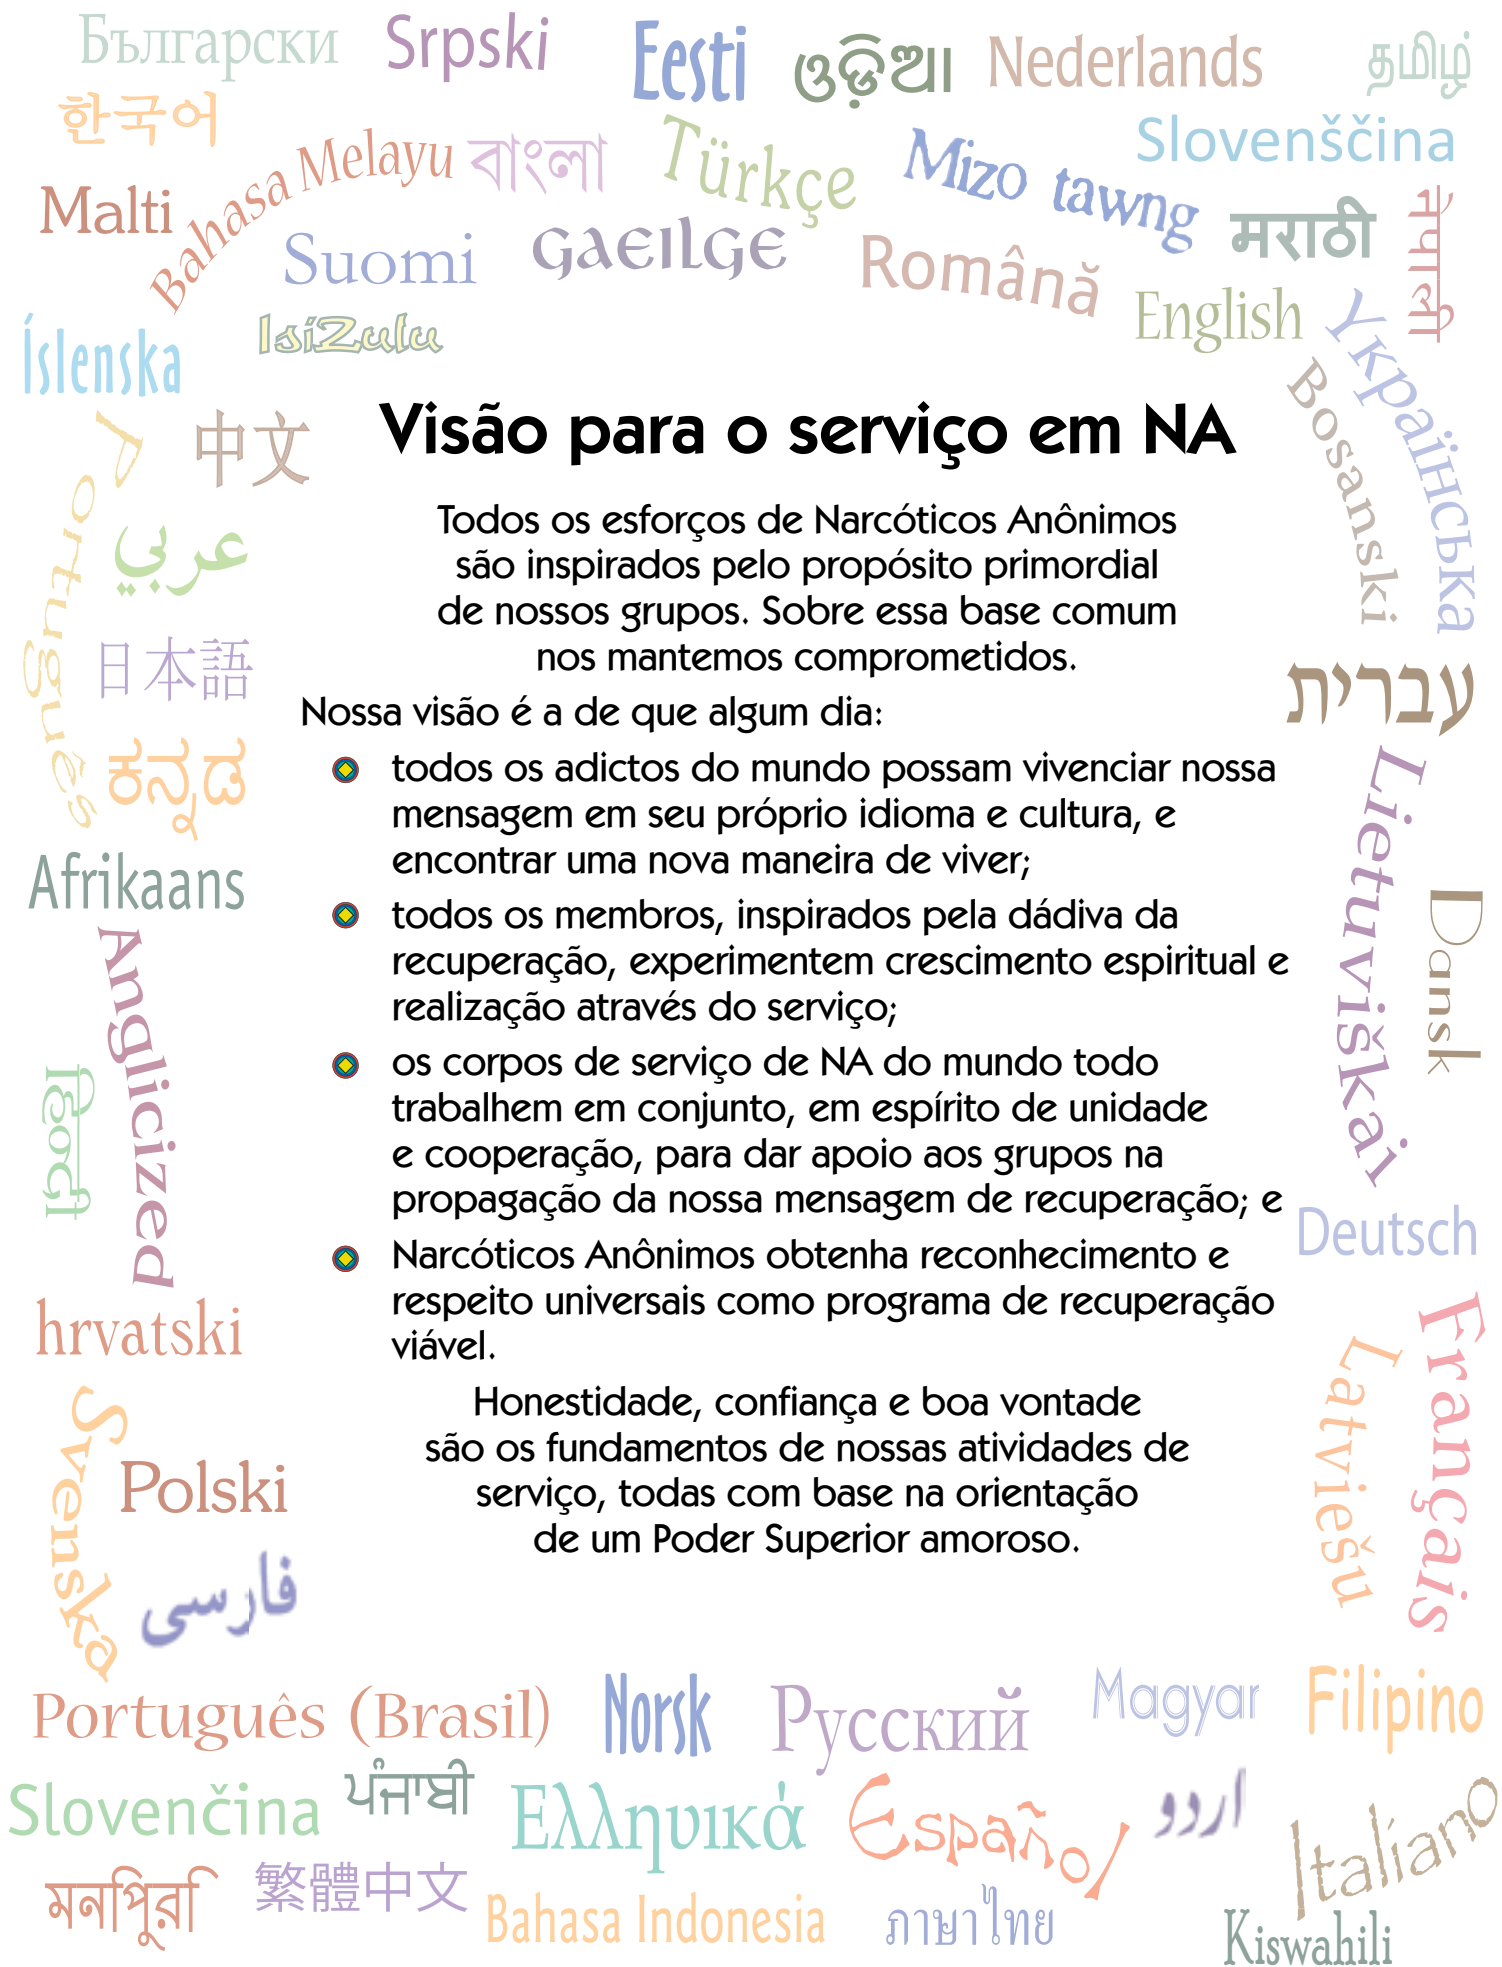 Български
Srpski
Eesti
ଓଡ଼ିଆ
Nederlands
தமிழ்
한국어
Bahasa Melayu
বাংলা
Türkçe
Mizo tawng
Slovenščina
Malti
Suomi
GAEILGE
Română
मराठी
नेपाली
English
Íslenska
IsiZulu
Українська
Bosanski
Português
中文
Visão para o serviço em NA
Todos os esforços de Narcóticos Anônimos
são inspirados pelo propósito primordial
de nossos grupos. Sobre essa base comum
nos mantemos comprometidos.
عربي
日本語
עברית
Nossa visão é a de que algum dia:
ಕನ್ನಡ
todos os adictos do mundo possam vivenciar nossa
mensagem em seu próprio idioma e cultura, e
encontrar uma nova maneira de viver;
Lietuviškai
Afrikaans
Dansk
todos os membros, inspirados pela dádiva da
recuperação, experimentem crescimento espiritual e
realização através do serviço;
Anglicized
हिन्दी
os corpos de serviço de NA do mundo todo
trabalhem em conjunto, em espírito de unidade
e cooperação, para dar apoio aos grupos na
propagação da nossa mensagem de recuperação; e
Deutsch
Narcóticos Anônimos obtenha reconhecimento e
respeito universais como programa de recuperação
viável.
hrvatski
Français
Latviešu
Honestidade, confiança e boa vontade
são os fundamentos de nossas atividades de
serviço, todas com base na orientação
de um Poder Superior amoroso.
Svenska
Polski
فارسی
Português (Brasil)
Norsk
Русский
Magyar
Filipino
Slovenčina
ਪੰਜਾਬੀ
Ελληνικά
Español
اردو
Italiano
মনিপুরি
繁體中文
Bahasa Indonesia
ภาษาไทย
Kiswahili